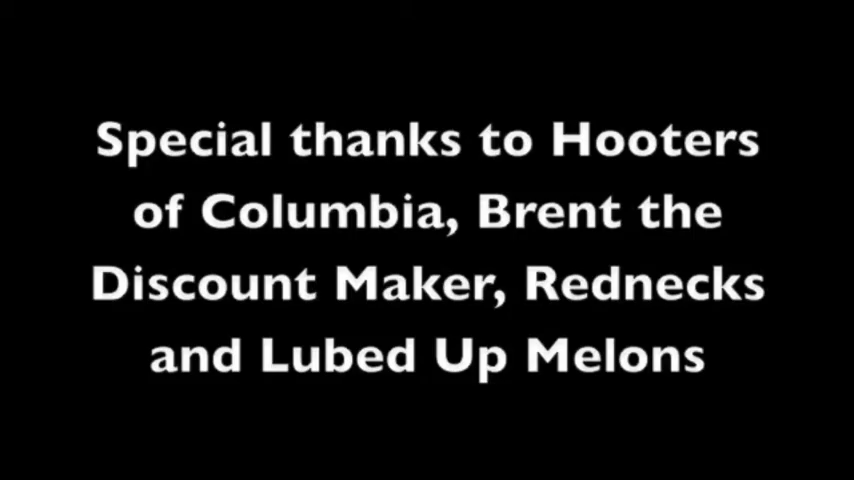 Special thanks to Hooters
of Columbia, Brent the
Discount Maker, Rednecks
and Lubed Up Melons